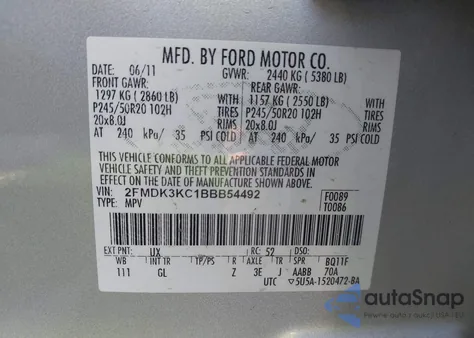 MFD. BY FORD MOTOR CO.
DATE: 06/11 GVWR: 2440 KG ( 5380 LB)
FRONT GAWR: REAR GAWR:
1297 KG (2860 LB) WITH 1157 KG (2550 LB) WITH
P245/50R20 102H TIRES P245/50R20 102H TIRES
20x8.0J RIMS 20x8.0J RIMS
AT 240 kPa/ 35 PSI COLD AT 240 kPa/ 35 PSI COLD
THIS VEHICLE CONFORMS TO ALL APPLICABLE FEDERAL MOTOR
VEHICLE SAFETY AND THEFT PREVENTION STANDARDS IN
EFFECT ON THE DATE OF MANUFACTURE SHOWN ABOVE.
VIN: 2FMDK3KC1BBB54492 F0089
TYPE: MPV T0086
EXT PNT: UX RC: 52 DSO:
WB INT TR TP/PS R AXLE TR SPR BQ11F
111 GL Z 3E J AABB 70A
UTC 5U5A-1520472-BA
autoSnap